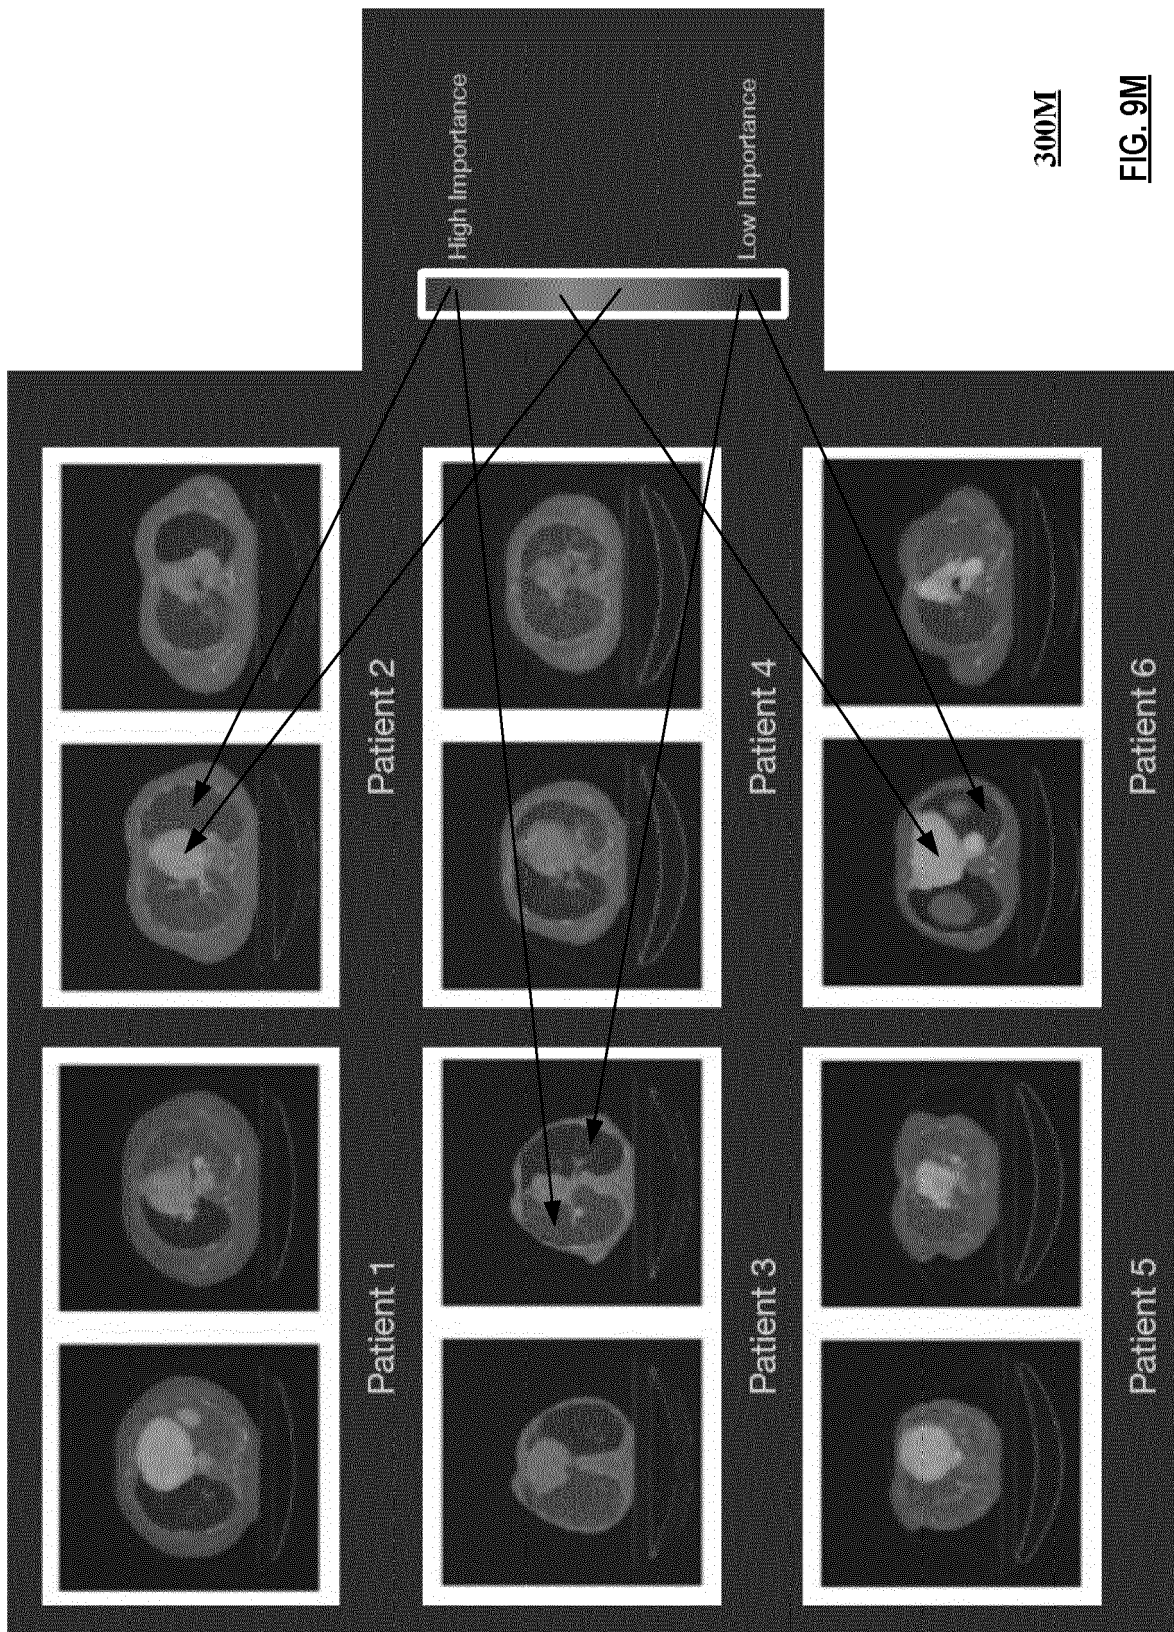 Patient 1
Patient 2
Patient 3
Patient 4
Patient 5
Patient 6
High Importance
Low Importance
300M
FIG. 9M